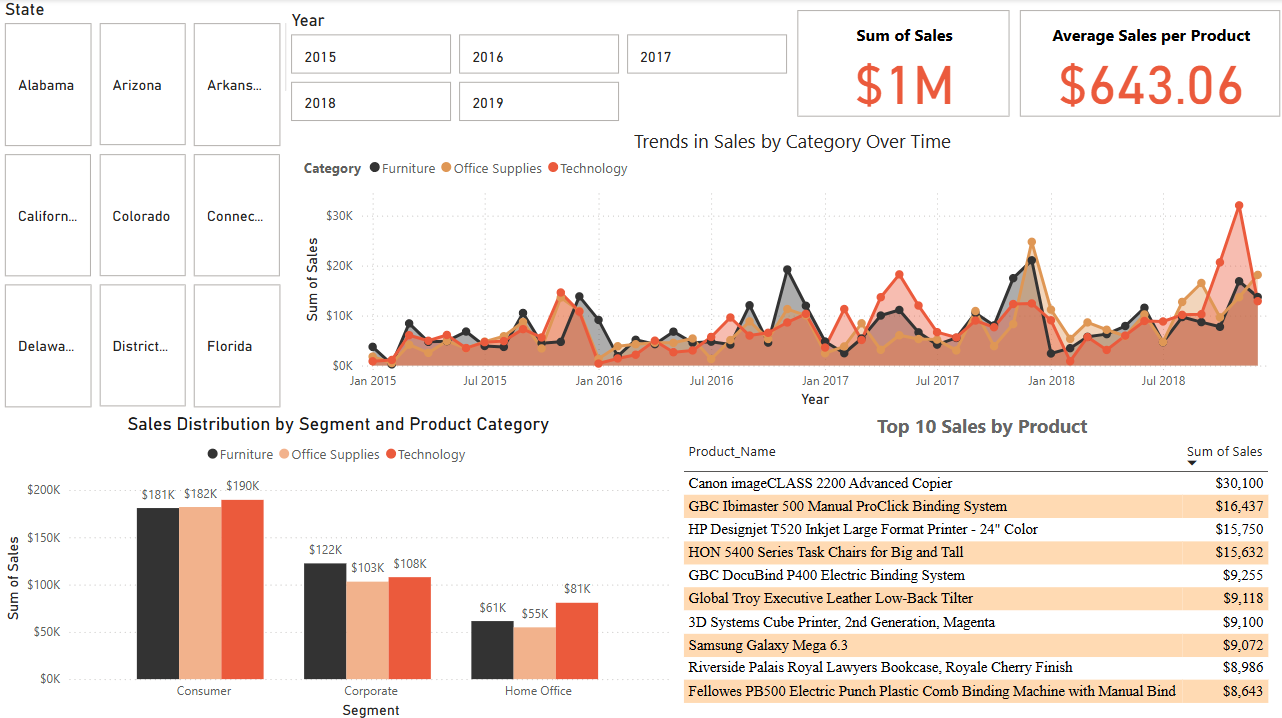 State
Alabama
Arizona
Arkans...
Californ...
Colorado
Connec...
Delawa...
District...
Florida
Year
2015
2016
2017
2018
2019
Sum of Sales
$1M
Average Sales per Product
$643.06
Trends in Sales by Category Over Time
Category Furniture Office Supplies Technology
Sum of Sales
$30K
$20K
$10K
$0K
Jan 2015 Jul 2015 Jan 2016 Jul 2016 Jan 2017 Jul 2017 Jan 2018 Jul 2018
Year
Sales Distribution by Segment and Product Category
Furniture Office Supplies Technology
Sum of Sales
$200K
$150K
$100K
$50K
$0K
$181K $182K $190K
$122K $103K $108K
$61K $55K $81K
Consumer Corporate Home Office
Segment
Top 10 Sales by Product
Product_Name Sum of Sales
Canon imageCLASS 2200 Advanced Copier $30,100
GBC Ibimaster 500 Manual ProClick Binding System $16,437
HP Designjet T520 Inkjet Large Format Printer - 24" Color $15,750
HON 5400 Series Task Chairs for Big and Tall $15,632
GBC DocuBind P400 Electric Binding System $9,255
Global Troy Executive Leather Low-Back Tilter $9,118
3D Systems Cube Printer, 2nd Generation, Magenta $9,100
Samsung Galaxy Mega 6.3 $9,072
Riverside Palais Royal Lawyers Bookcase, Royale Cherry Finish $8,986
Fellowes PB500 Electric Punch Plastic Comb Binding Machine with Manual Bind $8,643